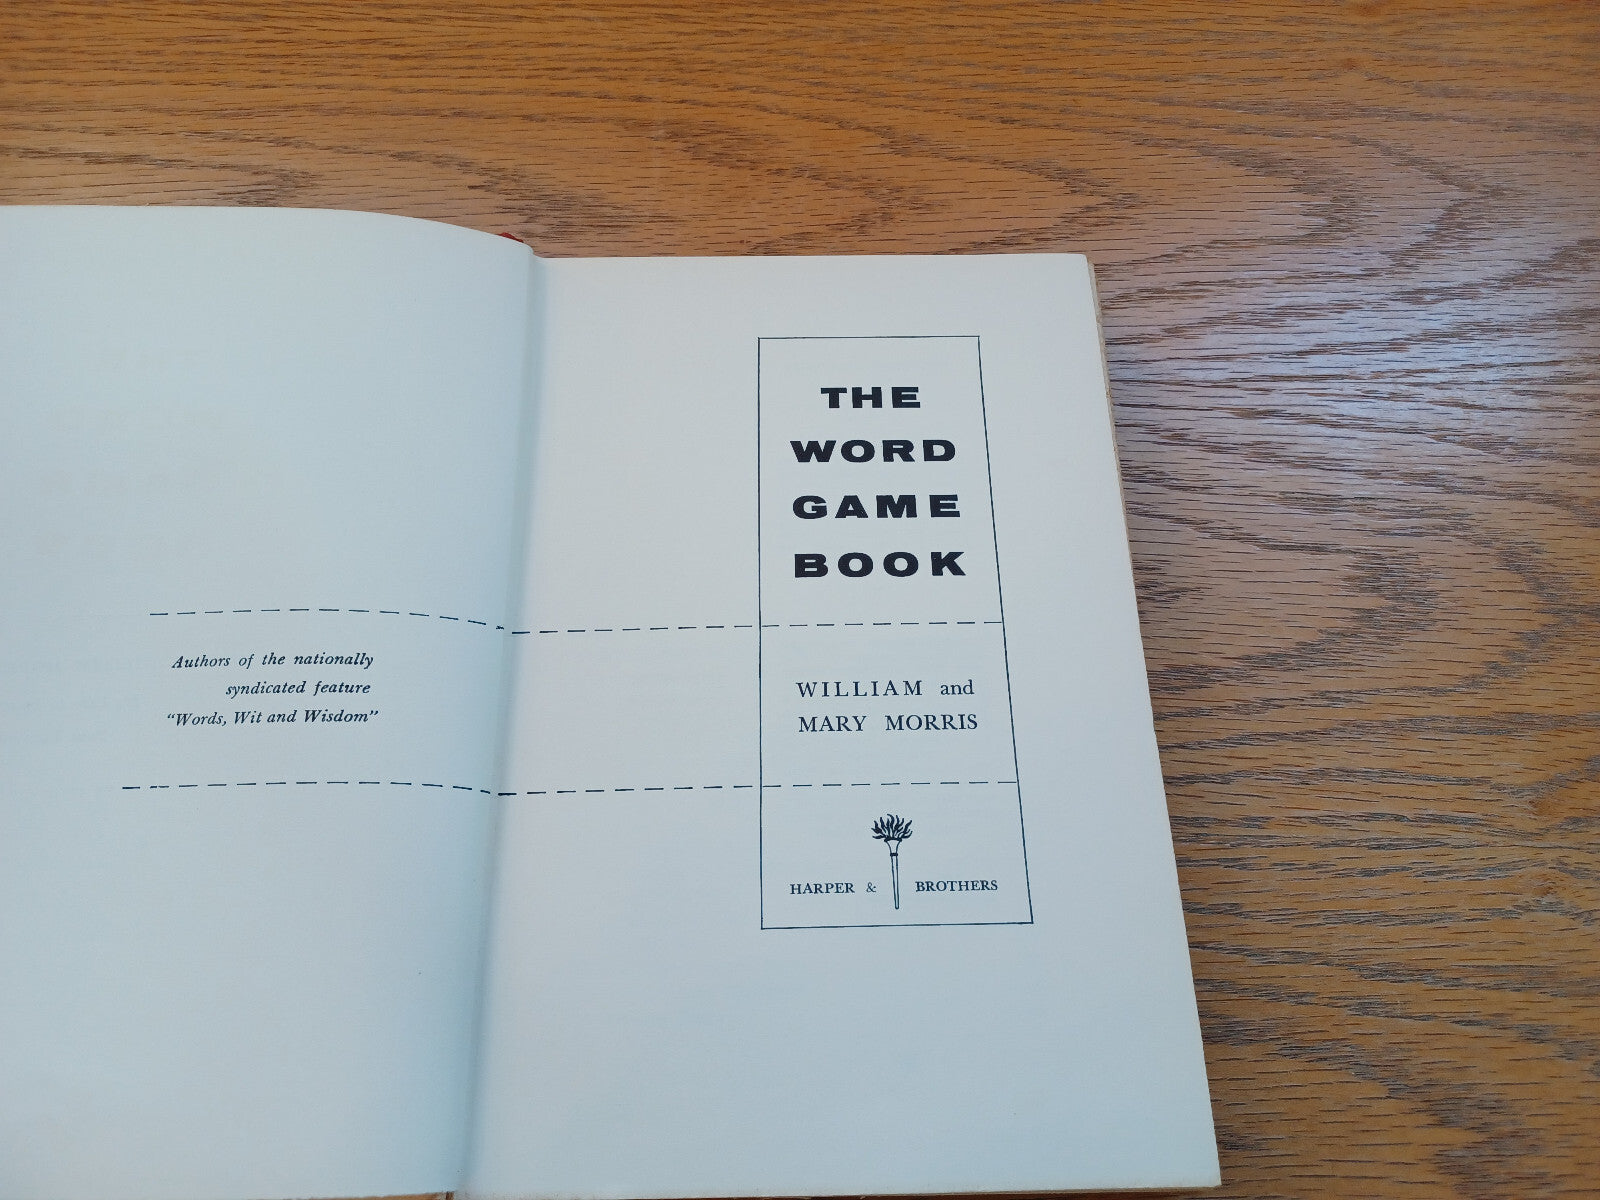 Authors of the nationally
syndicated feature
“Words, Wit and Wisdom”
THE
WORD
GAME
BOOK
WILLIAM and
MARY MORRIS
HARPER & BROTHERS